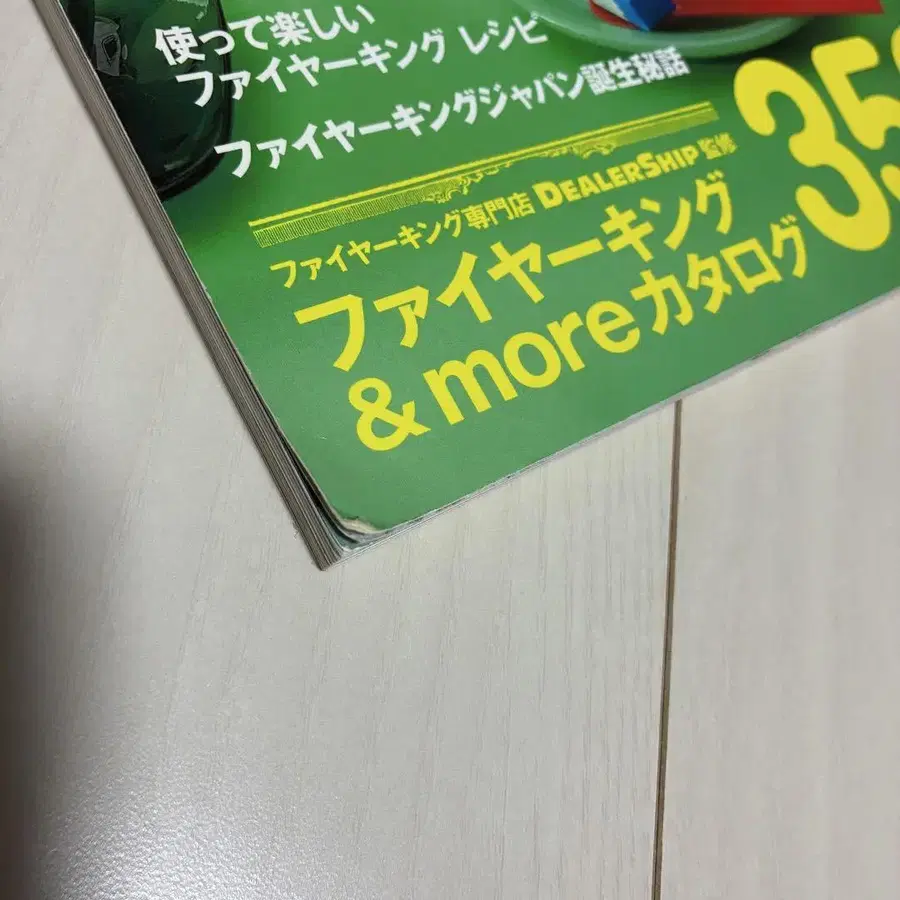 使って楽しい
ファイヤーキング レシピ
ファイヤーキングジャパン誕生秘話
ファイヤーキング専門店 DEALERSHIP 監修
ファイヤーキング
&moreカタログ
35